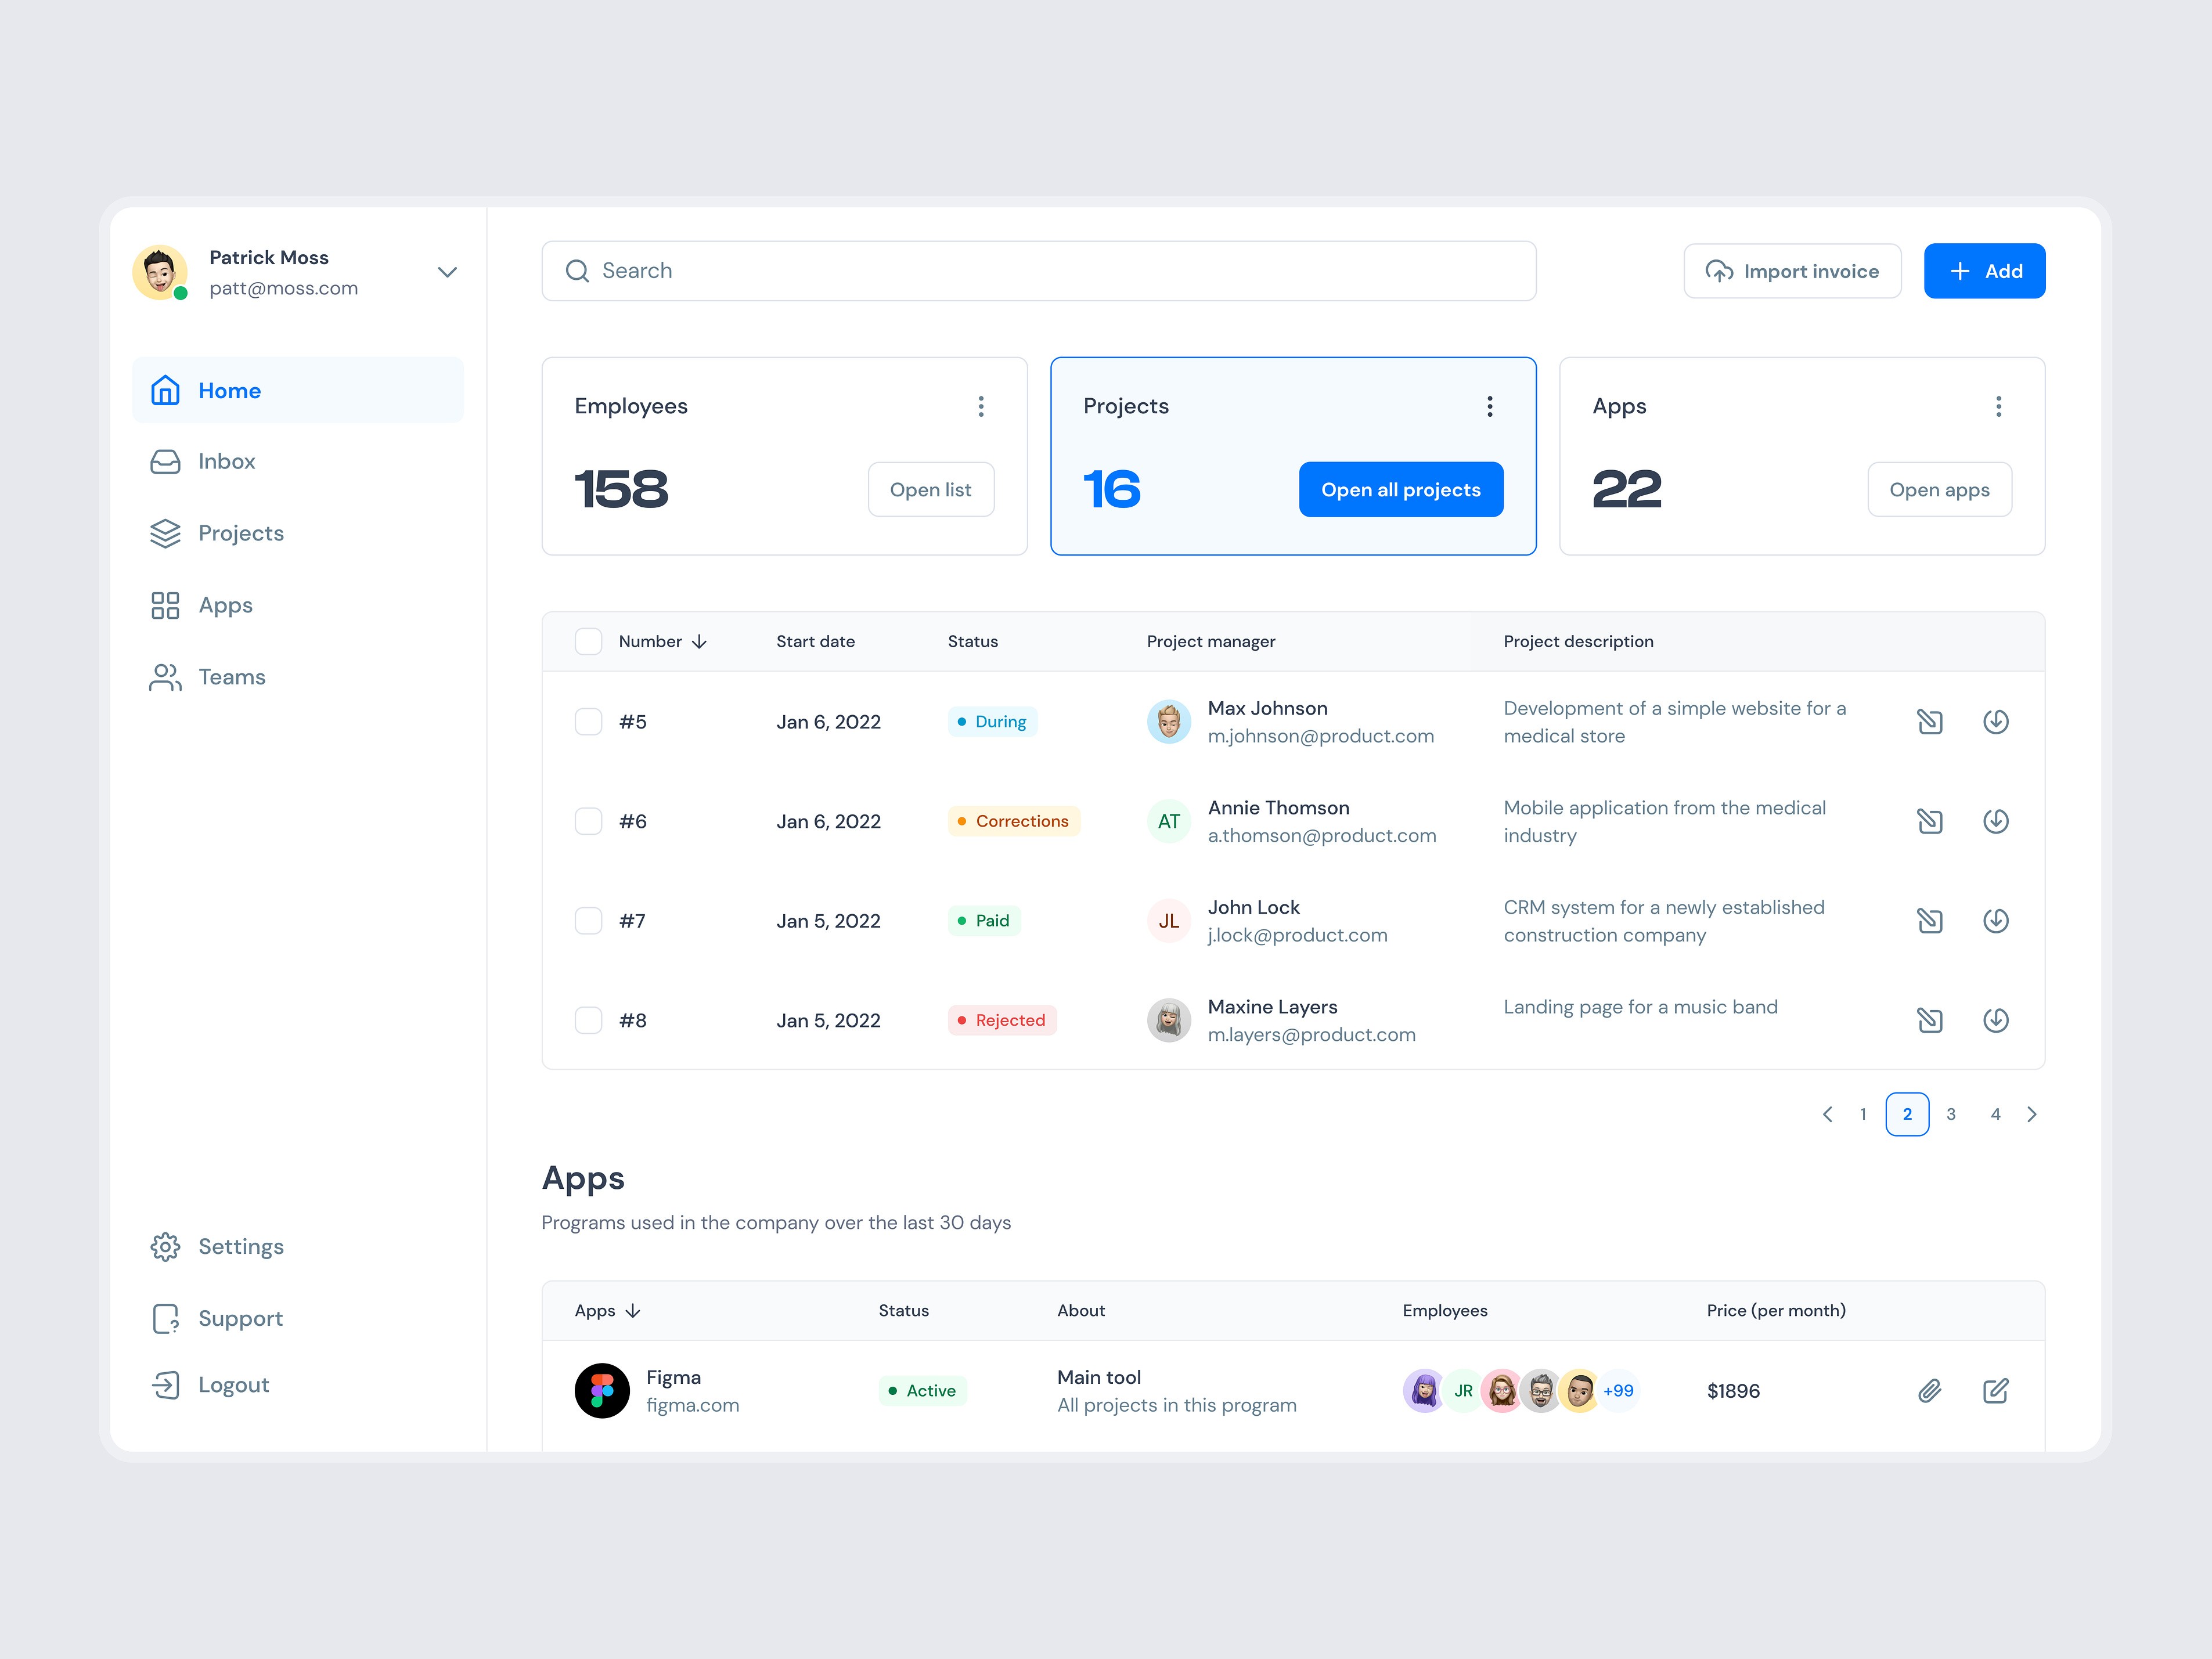 Patrick Moss
patt@moss.com
Home
Inbox
Projects
Apps
Teams
Settings
Support
Logout
Search
Import invoice
Add
Employees
158
Open list
Projects
16
Open all projects
Apps
22
Open apps
Number Start date Status Project manager Project description
#5 Jan 6, 2022 During
Max Johnson
m.johnson@product.com
Development of a simple website for a
medical store
#6 Jan 6, 2022 Corrections
AT
Annie Thomson
a.thomson@product.com
Mobile application from the medical
industry
#7 Jan 5, 2022 Paid
JL
John Lock
j.lock@product.com
CRM system for a newly established
construction company
#8 Jan 5, 2022 Rejected
Maxine Layers
m.layers@product.com
Landing page for a music band
1 2 3 4
Apps
Programs used in the company over the last 30 days
Apps Status About Employees Price (per month)
Figma
figma.com
Active
Main tool
All projects in this program
JR +99
$1896